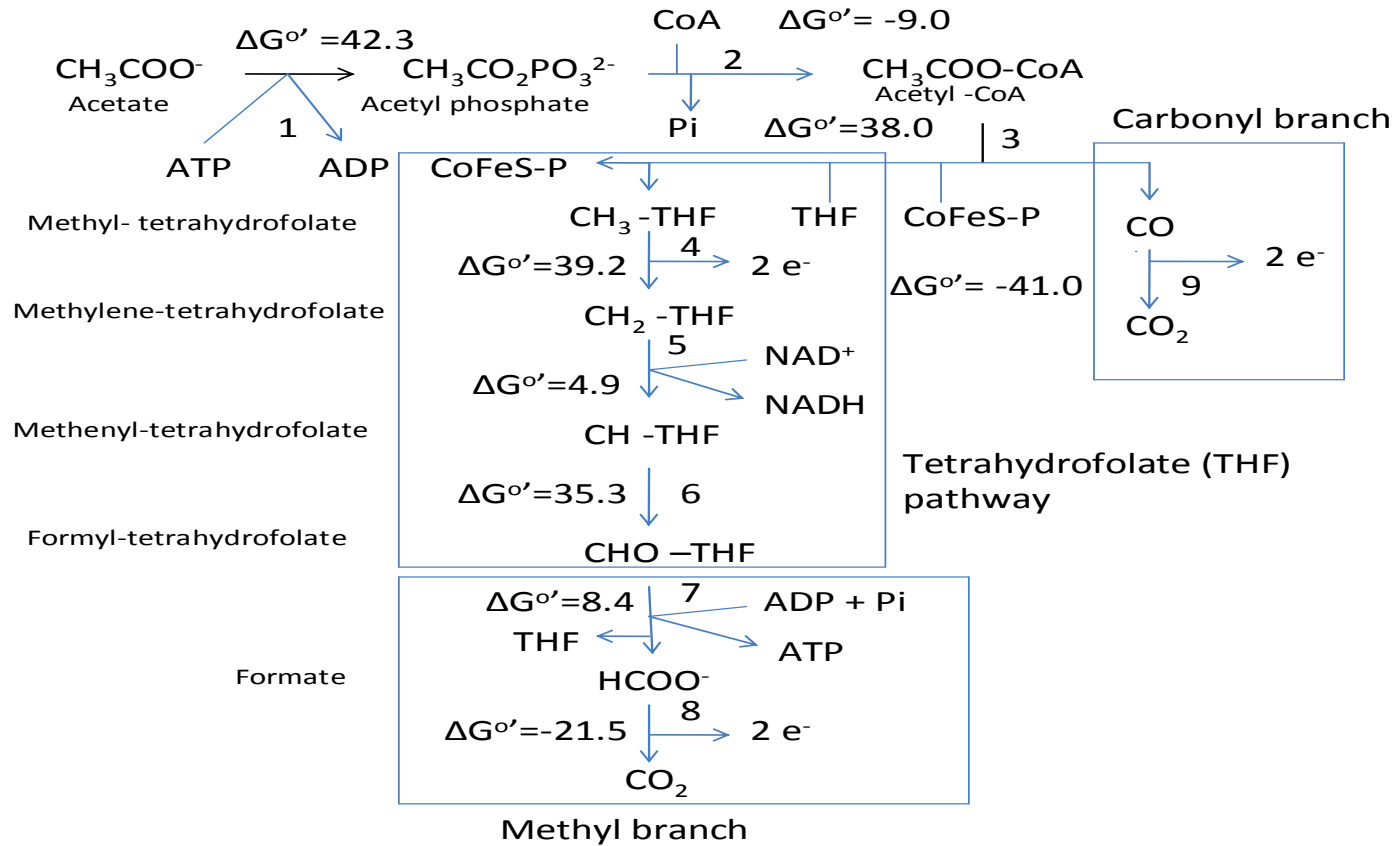 CoA ΔGº’= -9.0
ΔGº’ =42.3
CH₃COO⁻ CH₃CO₂PO₃²⁻ 2 CH₃COO-CoA
Acetate Acetyl phosphate Acetyl -CoA
1 Pi ΔGº’=38.0 3 Carbonyl branch
ATP ADP CoFeS-P
Methyl- tetrahydrofolate CH₃ -THF THF CoFeS-P CO
4
ΔGº’=39.2 2 e⁻ ΔGº’= -41.0 9 2 e⁻
Methylene-tetrahydrofolate CH₂ -THF CO₂
5 NAD⁺
ΔGº’=4.9 NADH
Methenyl-tetrahydrofolate CH -THF
Tetrahydrofolate (THF)
pathway
ΔGº’=35.3 6
Formyl-tetrahydrofolate CHO –THF
7
ΔGº’=8.4 ADP + Pi
THF ATP
Formate HCOO⁻
8
ΔGº’=-21.5 2 e⁻
CO₂
Methyl branch